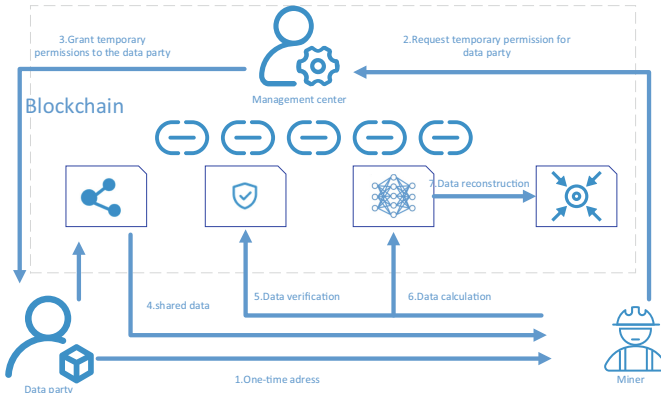 3.Grant temporary
permissions to the data party
2.Request temporary permission for
data party
Management center
Blockchain
7.Data reconstruction
4.shared data
5.Data verification
6.Data calculation
1.One-time adress
Data party
Miner